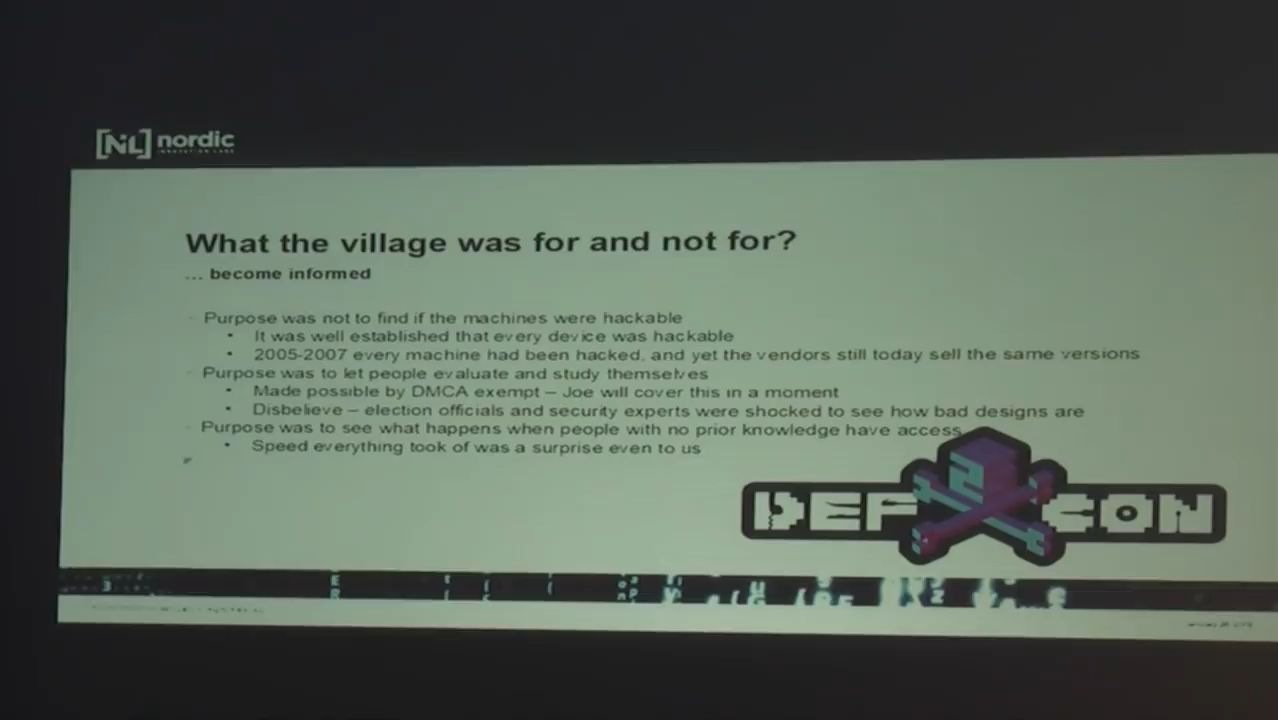 [NL] nordic
What the village was for and not for?
... become informed
Purpose was not to find if the machines were hackable
• It was well established that every device was hackable
• 2005-2007 every machine had been hacked, and yet the vendors still today sell the same versions
Purpose was to let people evaluate and study themselves
• Made possible by DMCA exempt – Joe will cover this in a moment
• Disbelieve – election officials and security experts were shocked to see how bad designs are
Purpose was to see what happens when people with no prior knowledge have access
• Speed everything took of was a surprise even to us
DEF CON